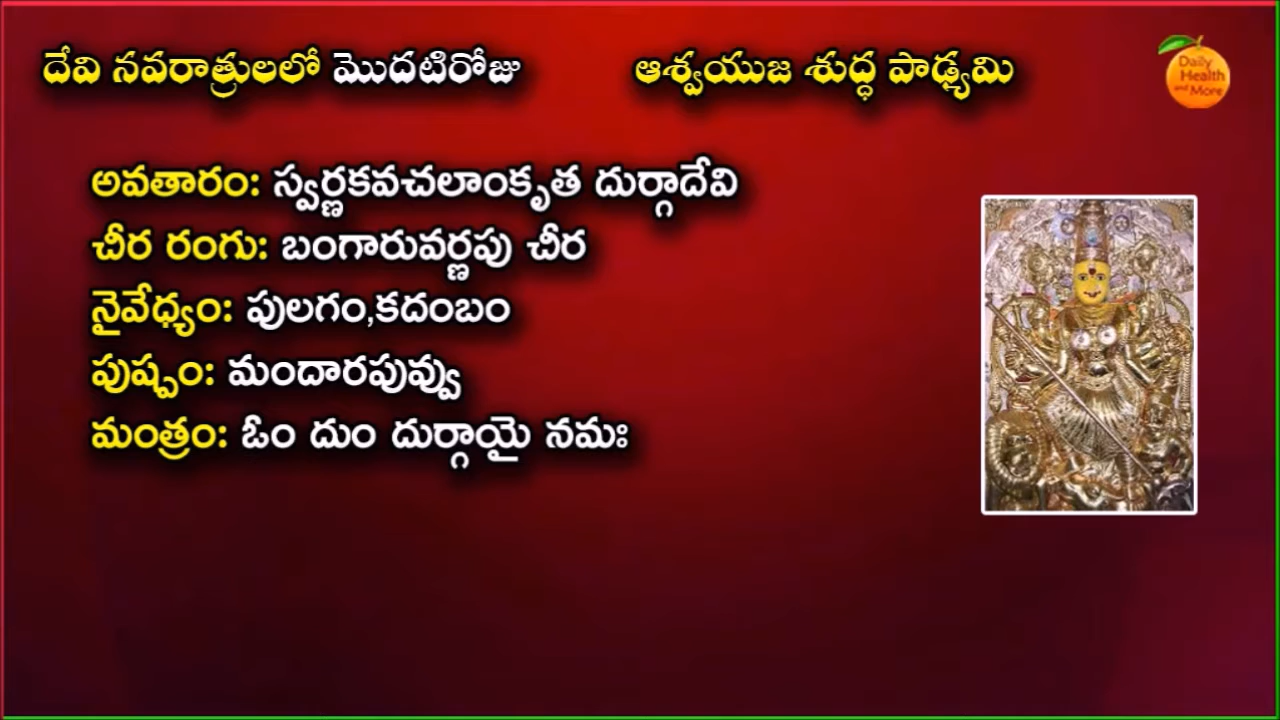 దేవి నవరాత్రులలో మొదటిరోజు ఆశ్వయుజ శుద్ధ పాడ్యమి
Daily
Health
and More
అవతారం: స్వర్ణకవచలాంకృత దుర్గాదేవి
చీర రంగు: బంగారువర్ణపు చీర
నైవేధ్యం: పులగం,కదంబం
పుష్పం: మందారపువ్వు
మంత్రం: ఓం దుం దుర్గాయై నమః